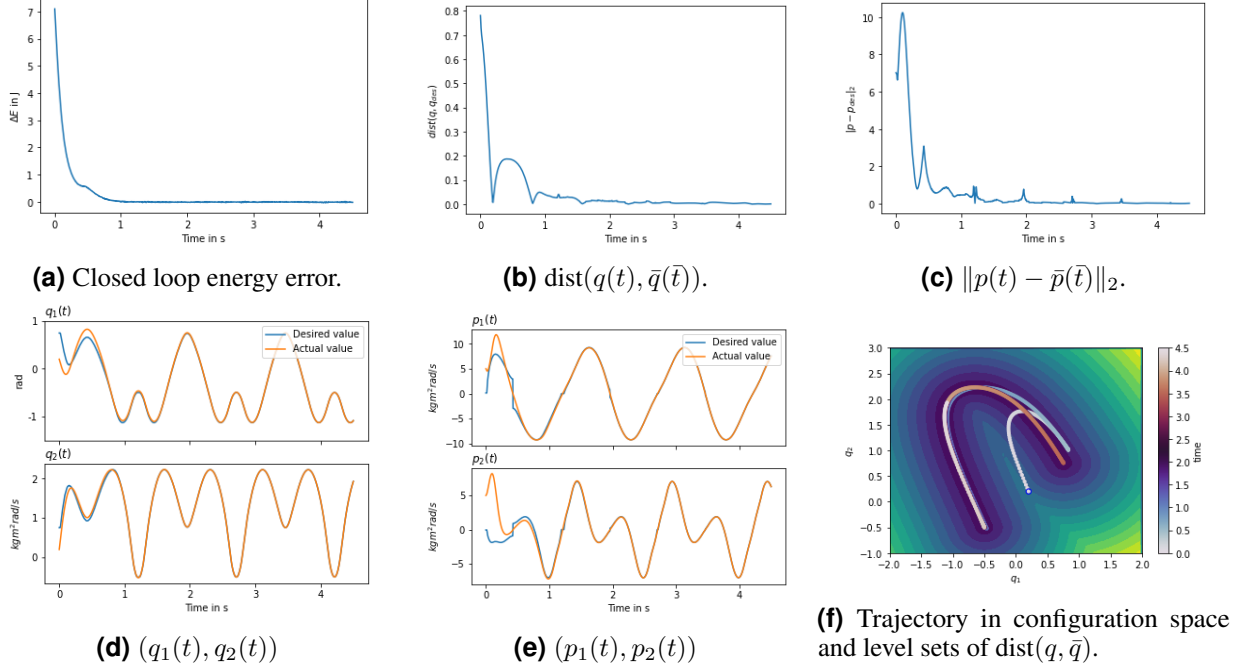 7
6
5
4
3
2
1
0
ΔE in J
0 1 2 3 4
Time in s
(a) Closed loop energy error.
0.8
0.7
0.6
0.5
0.4
0.3
0.2
0.1
0.0
dist(q, q_des)
0 1 2 3 4
Time in s
(b) dist(q(t), q̄(t̄)).
10
8
6
4
2
0
|p − p_des|₂
0 1 2 3 4
Time in s
(c) ‖p(t) − p̄(t̄)‖₂.
q₁(t)
1
0
-1
rad
Desired value
Actual value
q₂(t)
2
1
0
kgm²rad/s
0 1 2 3 4
Time in s
(d) (q₁(t), q₂(t))
p₁(t)
10
5
0
−5
−10
kgm²rad/s
Desired value
Actual value
p₂(t)
5
0
−5
kgm²rad/s
0 1 2 3 4
Time in s
(e) (p₁(t), p₂(t))
3.0
2.5
2.0
1.5
1.0
0.5
0.0
−0.5
−1.0
q₂
−2.0 −1.5 −1.0 −0.5 0.0 0.5 1.0 1.5 2.0
q₁
4.5
4.0
3.5
3.0
2.5
2.0
1.5
1.0
0.5
0.0
time
(f) Trajectory in configuration space
and level sets of dist(q, q̄).